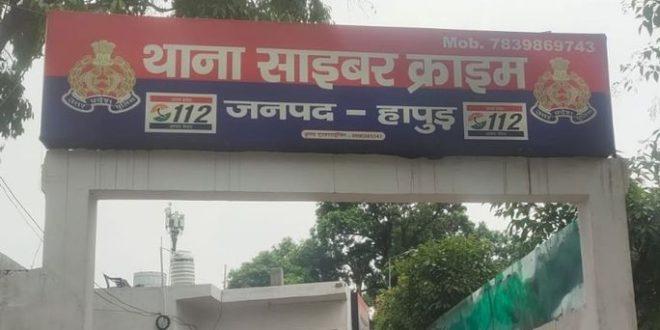 Mob. 7839869743
थाना साइबर क्राइम
112 जनपद - हापुड़ 112